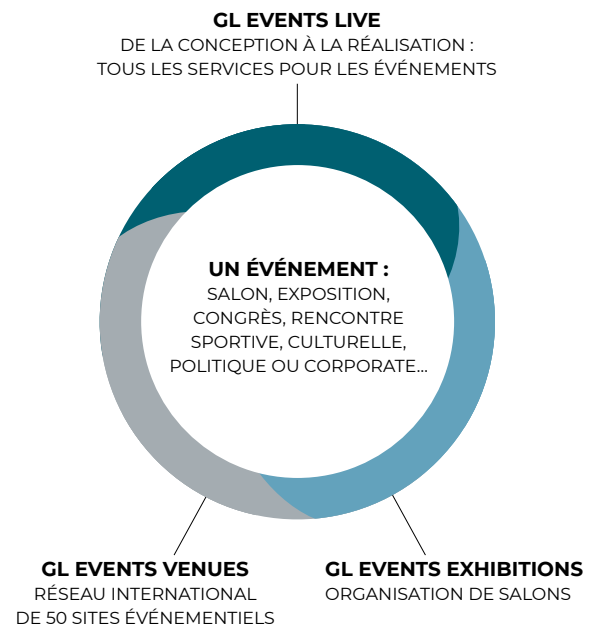 GL EVENTS LIVE
DE LA CONCEPTION À LA RÉALISATION :
TOUS LES SERVICES POUR LES ÉVÉNEMENTS
UN ÉVÉNEMENT :
SALON, EXPOSITION,
CONGRÈS, RENCONTRE
SPORTIVE, CULTURELLE,
POLITIQUE OU CORPORATE...
GL EVENTS VENUES
RÉSEAU INTERNATIONAL
DE 50 SITES ÉVÉNEMENTIELS
GL EVENTS EXHIBITIONS
ORGANISATION DE SALONS